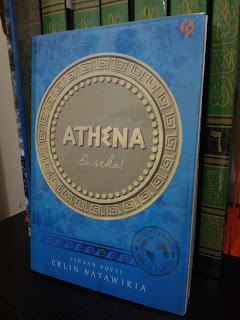 ATHENA
Eureka!
SEBUAH NOVEL
ERLIN NATAWIRIA